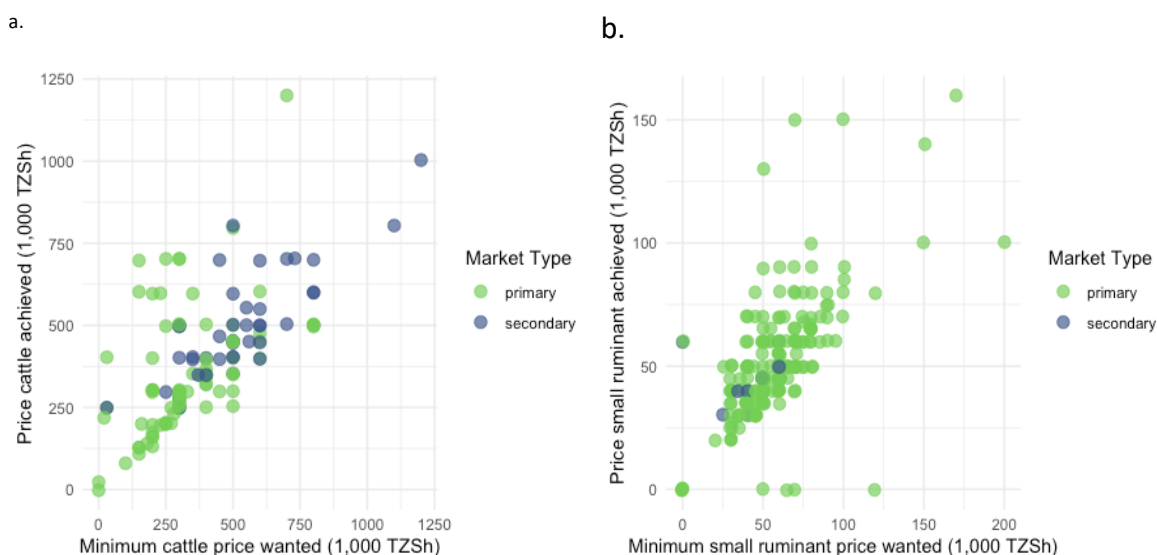 a.
Price cattle achieved (1,000 TZSh)
1250
1000
750
500
250
0
0 250 500 750 1000 1250
Minimum cattle price wanted (1,000 TZSh)
Market Type
primary
secondary
b.
Price small ruminant achieved (1,000 TZSh)
150
100
50
0
0 50 100 150 200
Minimum small ruminant price wanted (1,000 TZSh)
Market Type
primary
secondary